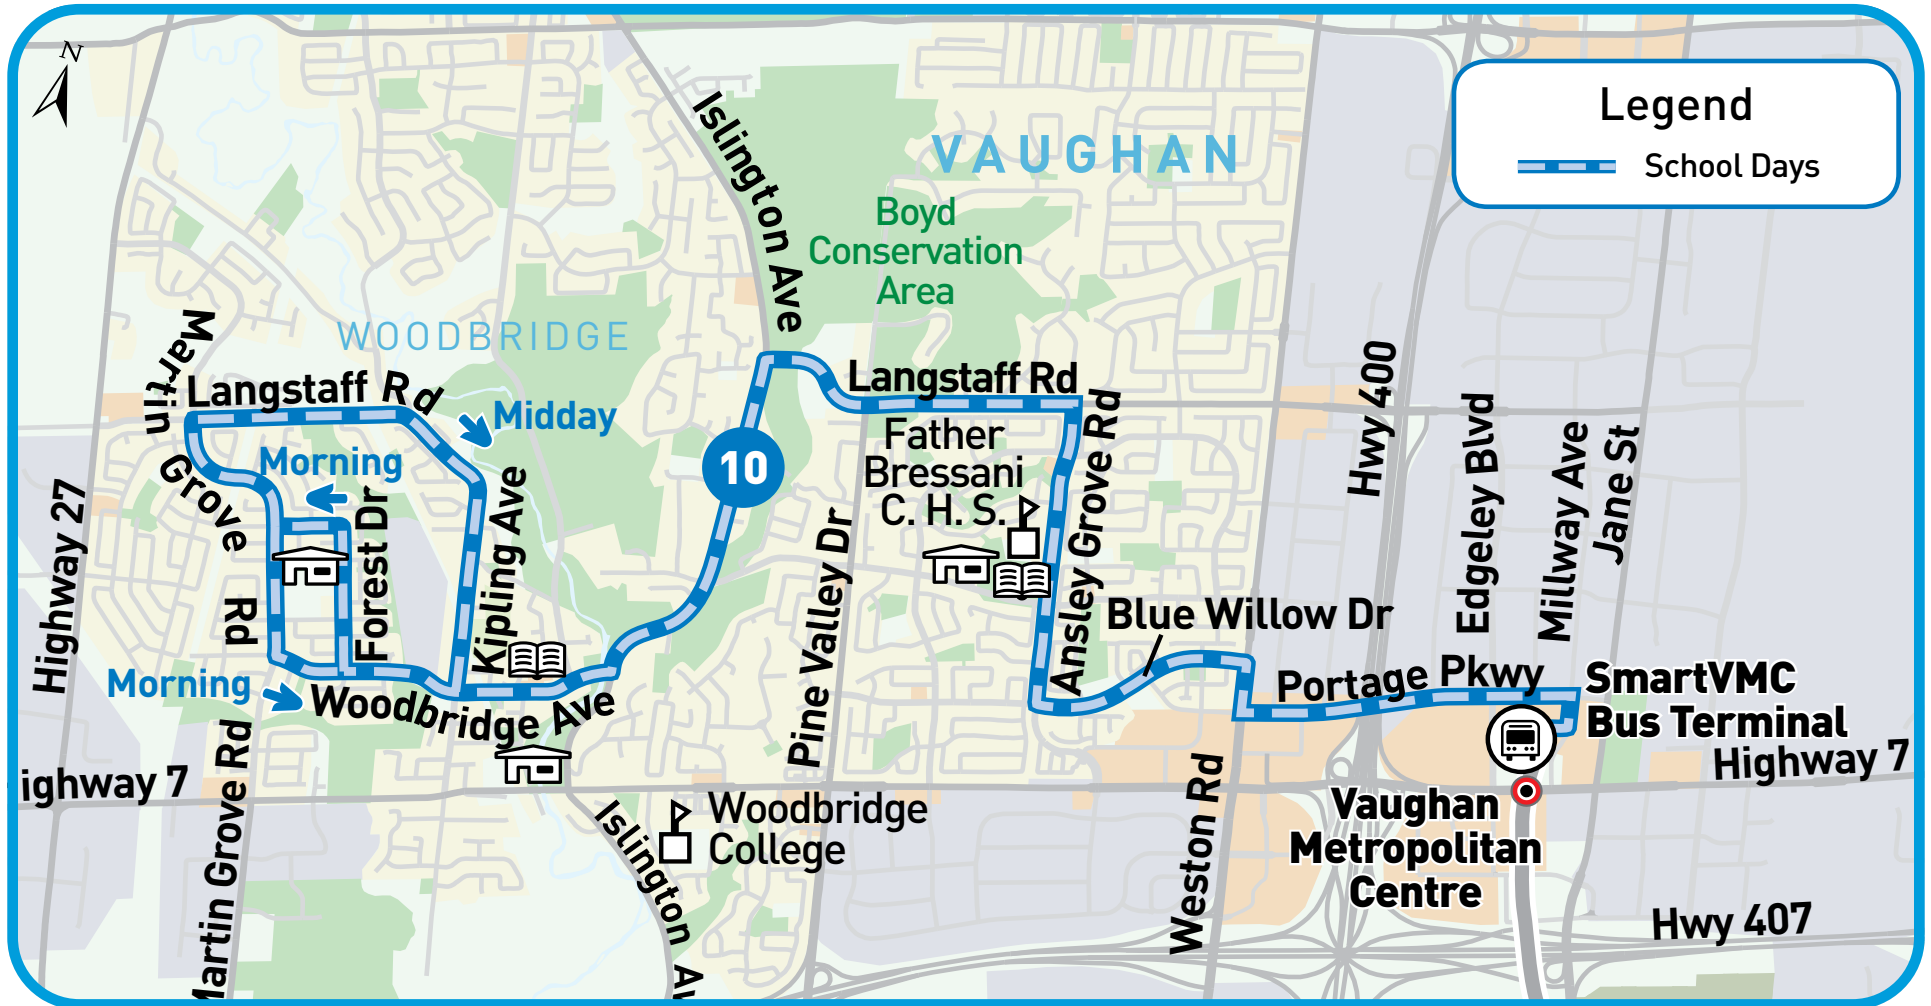 N
Legend
School Days
VAUGHAN
Islington Ave
Boyd
Conservation
Area
WOODBRIDGE
Martin
Grove
Rd
Langstaff Rd
Midday
Morning
Langstaff Rd
Father
Bressani
C. H. S.
10
Highway 27
Forest Dr
Kipling Ave
Pine Valley Dr
Ansley Grove Rd
Hwy 400
Edgeley Blvd
Millway Ave
Jane St
Blue Willow Dr
Morning
Woodbridge Ave
Portage Pkwy
SmartVMC
Bus Terminal
Highway 7
ighway 7
Martin Grove Rd
Weston Rd
Vaughan
Metropolitan
Centre
Woodbridge
College
Islington Av
Hwy 407